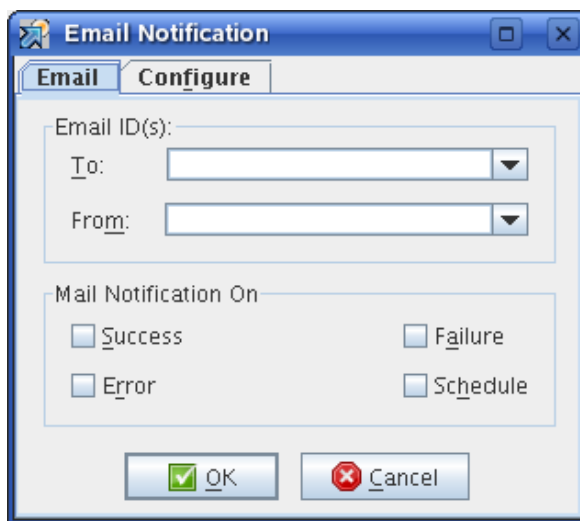 Email Notification
Email Configure
Email ID(s):
To:
From:
Mail Notification On
Success Failure
Error Schedule
OK Cancel